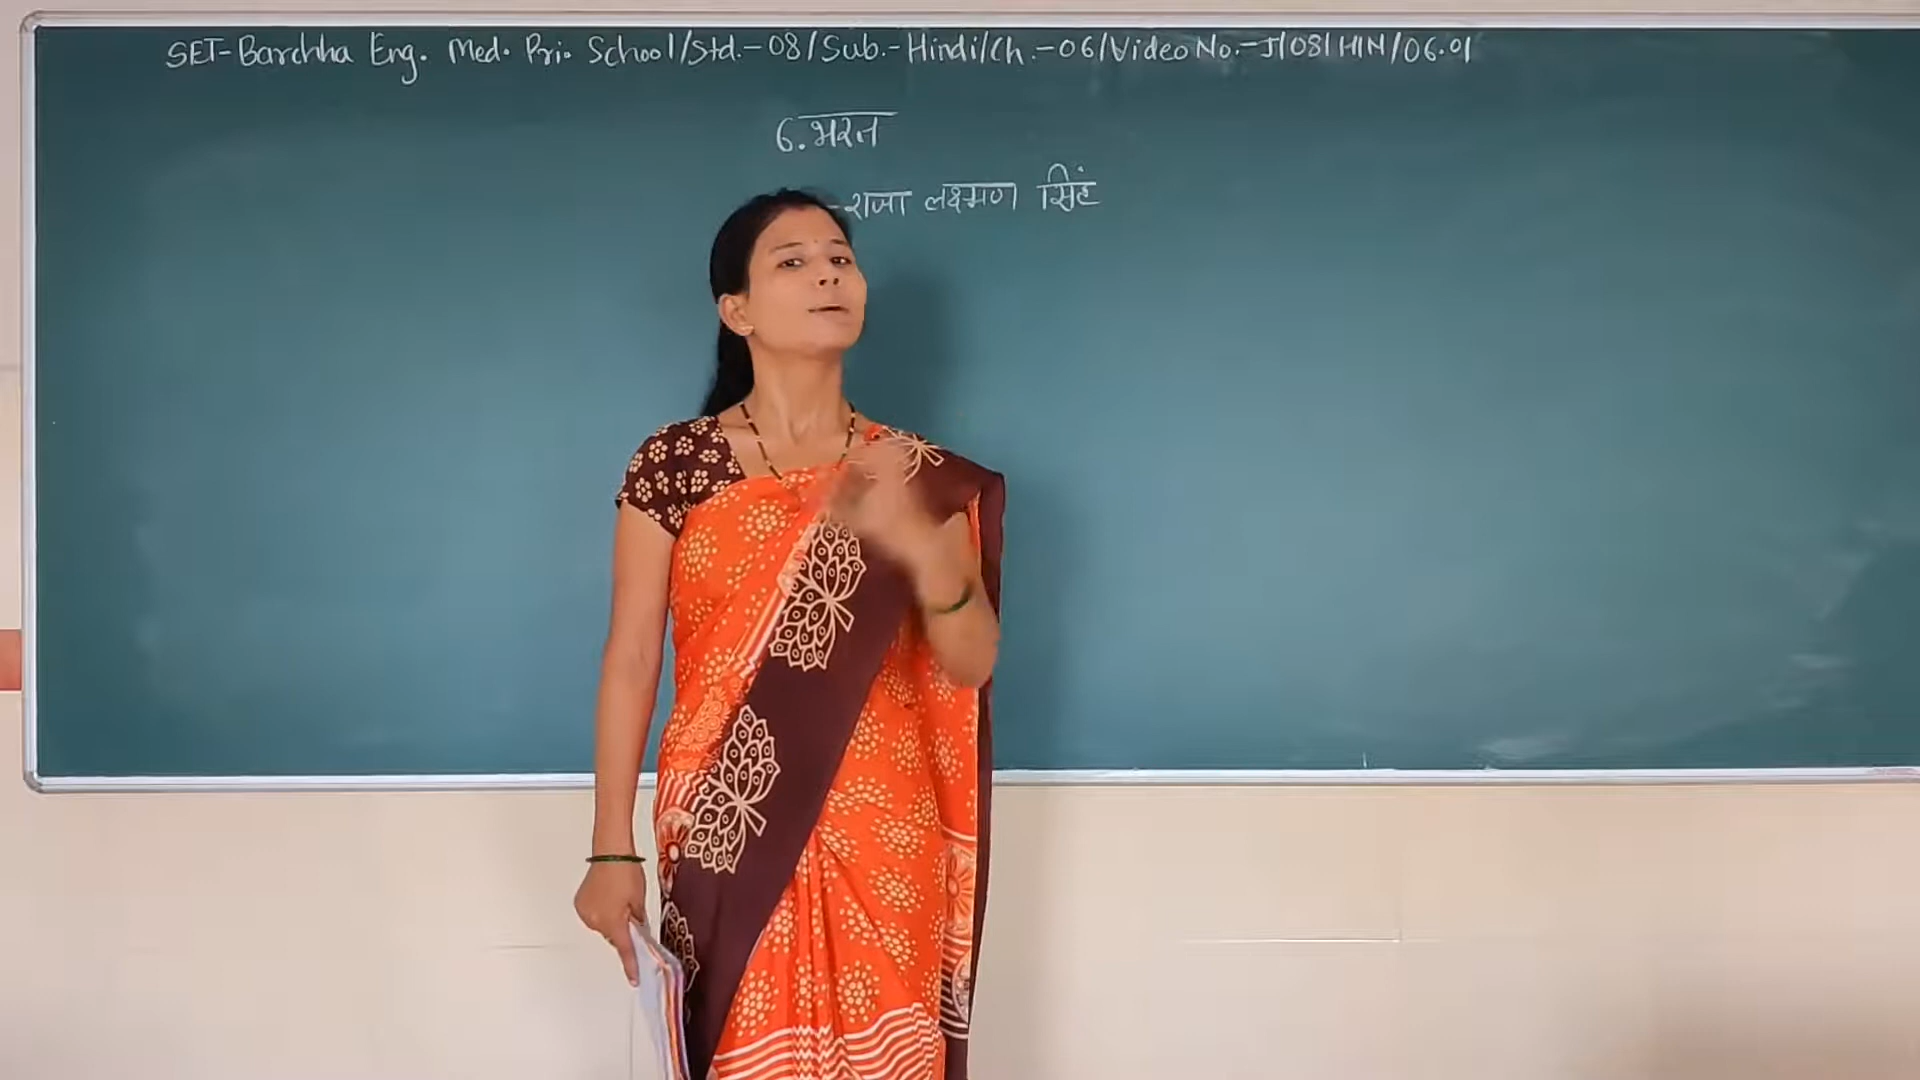 SET-Barchha Eng. Med. Pri. School/Std.-08/Sub.-Hindi/Ch.-06/Video No.-J/08/HIN/06.01
6. भरत
-राजा लक्ष्मण सिंह